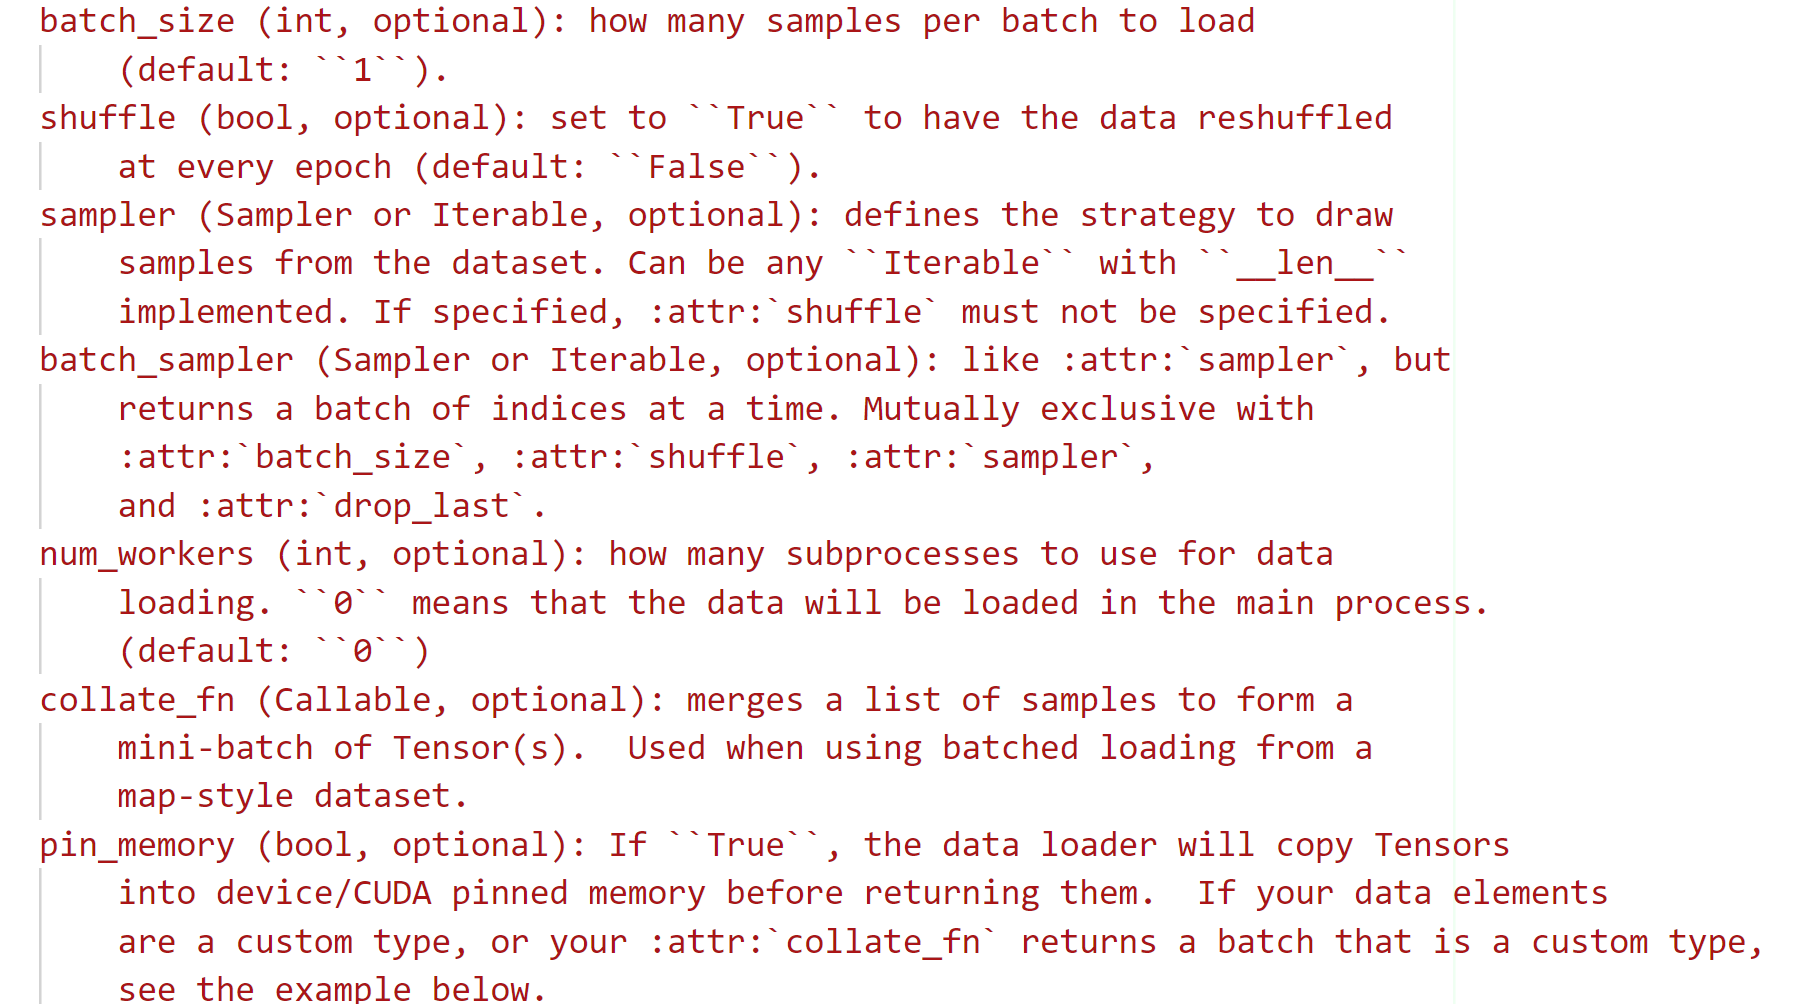 batch_size (int, optional): how many samples per batch to load
(default: ``1``).
shuffle (bool, optional): set to ``True`` to have the data reshuffled
at every epoch (default: ``False``).
sampler (Sampler or Iterable, optional): defines the strategy to draw
samples from the dataset. Can be any ``Iterable`` with ``__len__``
implemented. If specified, :attr:`shuffle` must not be specified.
batch_sampler (Sampler or Iterable, optional): like :attr:`sampler`, but
returns a batch of indices at a time. Mutually exclusive with
:attr:`batch_size`, :attr:`shuffle`, :attr:`sampler`,
and :attr:`drop_last`.
num_workers (int, optional): how many subprocesses to use for data
loading. ``0`` means that the data will be loaded in the main process.
(default: ``0``)
collate_fn (Callable, optional): merges a list of samples to form a
mini-batch of Tensor(s).  Used when using batched loading from a
map-style dataset.
pin_memory (bool, optional): If ``True``, the data loader will copy Tensors
into device/CUDA pinned memory before returning them.  If your data elements
are a custom type, or your :attr:`collate_fn` returns a batch that is a custom type,
see the example below.